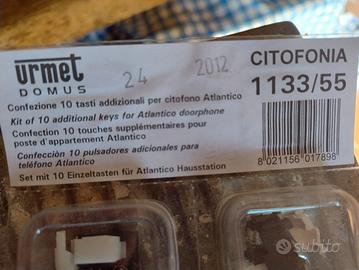 urmet
DOMUS
24 2012
CITOFONIA
1133/55
Confezione 10 tasti addizionali per citofono Atlantico
Kit of 10 additional keys for Atlantico doorphone
Confection 10 touches supplémentaires pour
poste d'appartement Atlantico
Confección 10 pulsadores adicionales para
teléfono Atlantico
Set mit 10 Einzeltasten für Atlantico Hausstation
8 021156 017898
subito